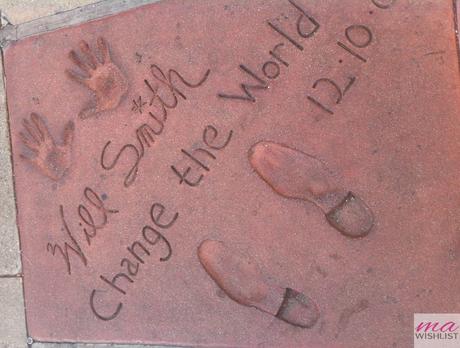 Will Smith
Change the World
12.10.0
ma
WISHLIST